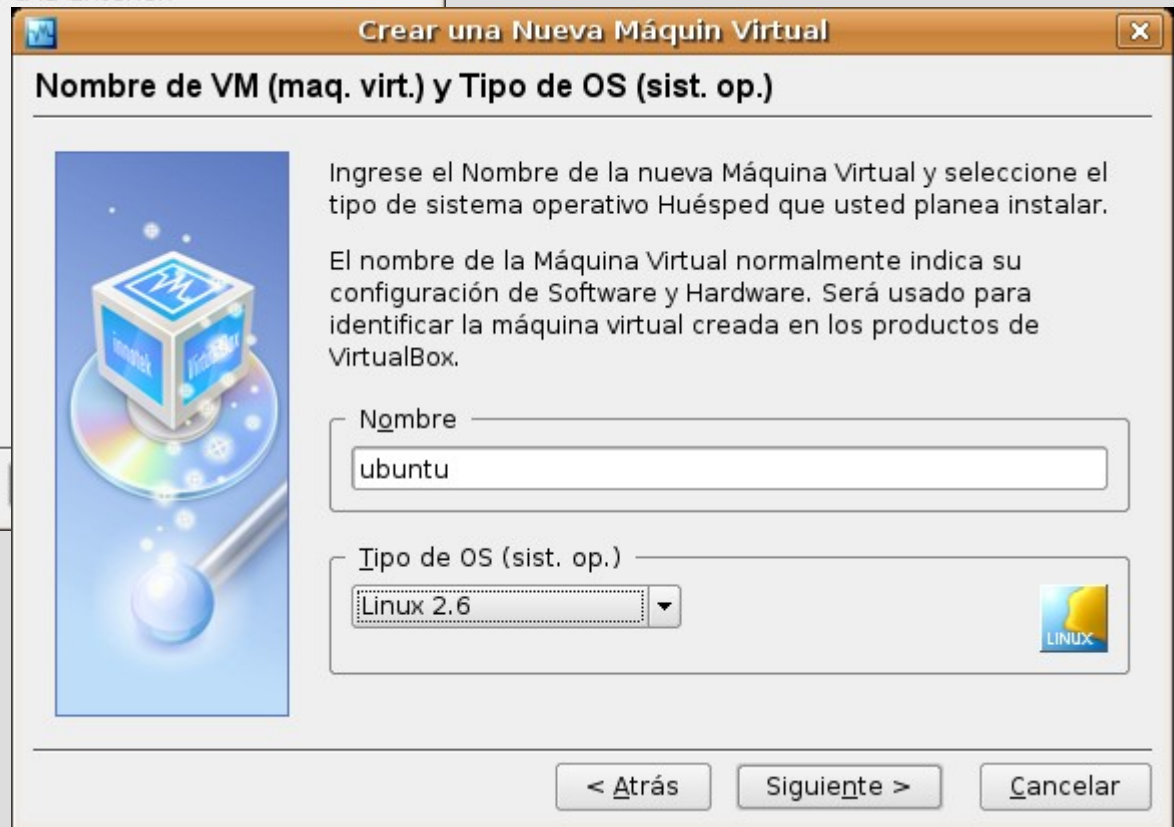 Crear una Nueva Máquin Virtual
Nombre de VM (maq. virt.) y Tipo de OS (sist. op.)
Ingrese el Nombre de la nueva Máquina Virtual y seleccione el
tipo de sistema operativo Huésped que usted planea instalar.
El nombre de la Máquina Virtual normalmente indica su
configuración de Software y Hardware. Será usado para
identificar la máquina virtual creada en los productos de
VirtualBox.
innotek
VirtualBox
Nombre
ubuntu
Tipo de OS (sist. op.)
Linux 2.6
LINUX
< Atrás
Siguiente >
Cancelar